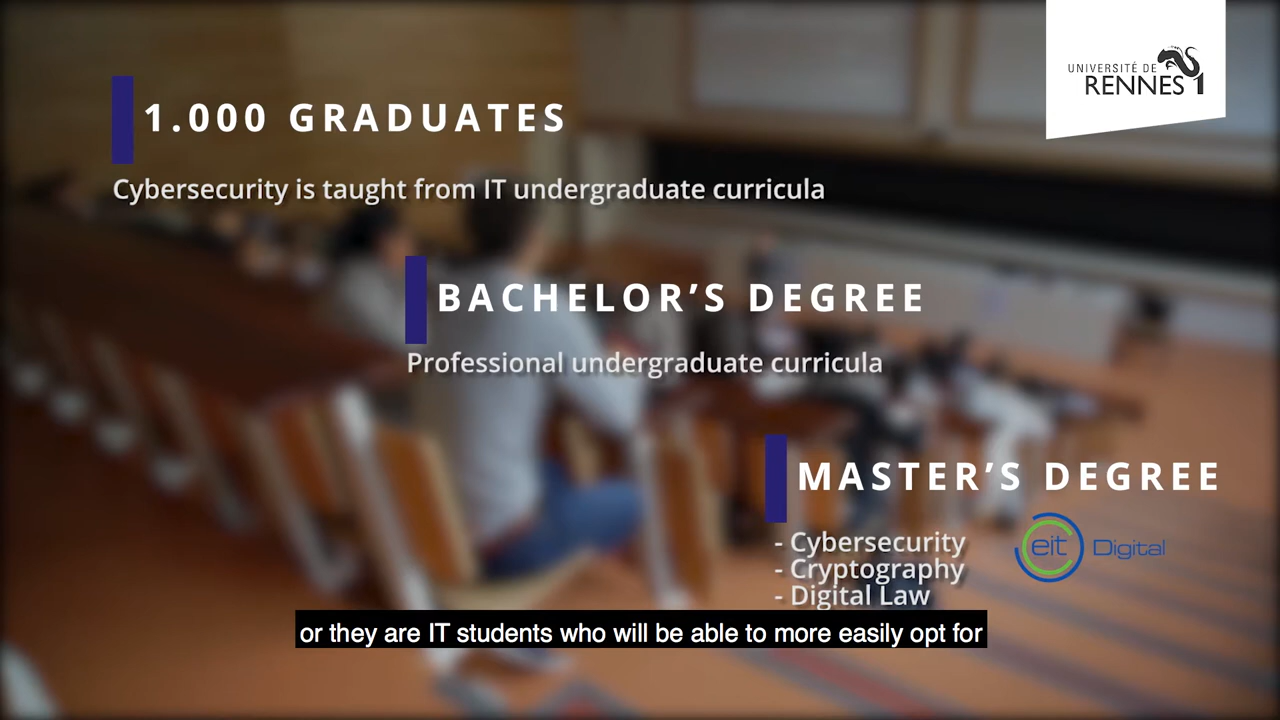 UNIVERSITÉ DE
RENNES 1
1.000 GRADUATES
Cybersecurity is taught from IT undergraduate curricula
BACHELOR’S DEGREE
Professional undergraduate curricula
MASTER’S DEGREE
- Cybersecurity
- Cryptography
- Digital Law
eit Digital
or they are IT students who will be able to more easily opt for